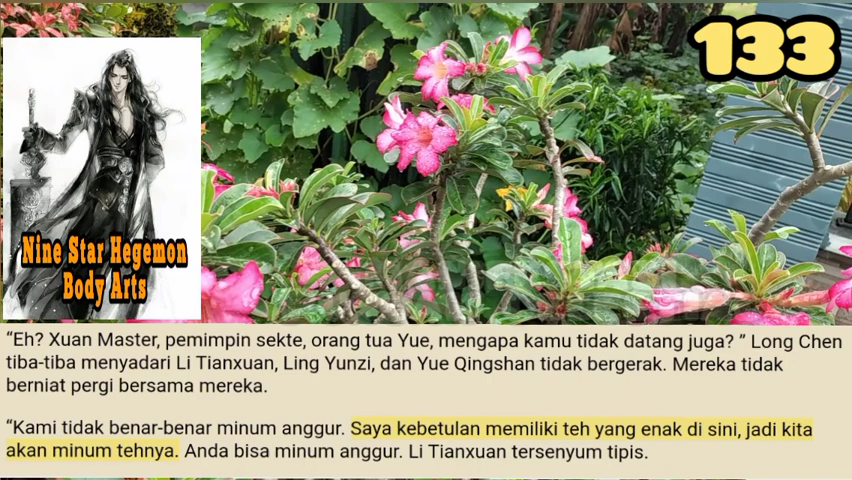 133
Nine Star Hegemon
Body Arts
“Eh? Xuan Master, pemimpin sekte, orang tua Yue, mengapa kamu tidak datang juga? ” Long Chen
tiba-tiba menyadari Li Tianxuan, Ling Yunzi, dan Yue Qingshan tidak bergerak. Mereka tidak
berniat pergi bersama mereka.
“Kami tidak benar-benar minum anggur. Saya kebetulan memiliki teh yang enak di sini, jadi kita
akan minum tehnya. Anda bisa minum anggur. Li Tianxuan tersenyum tipis.